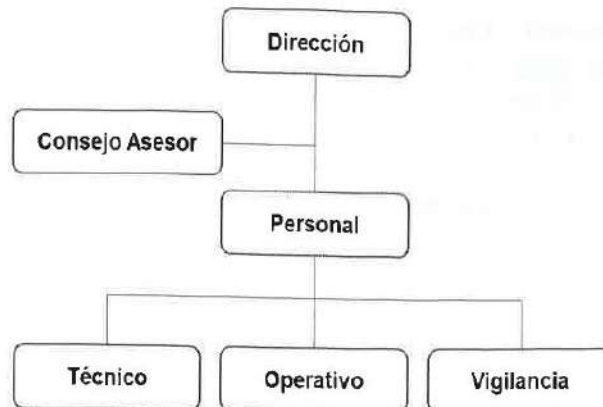 Dirección
Consejo Asesor
Personal
Técnico
Operativo
Vigilancia